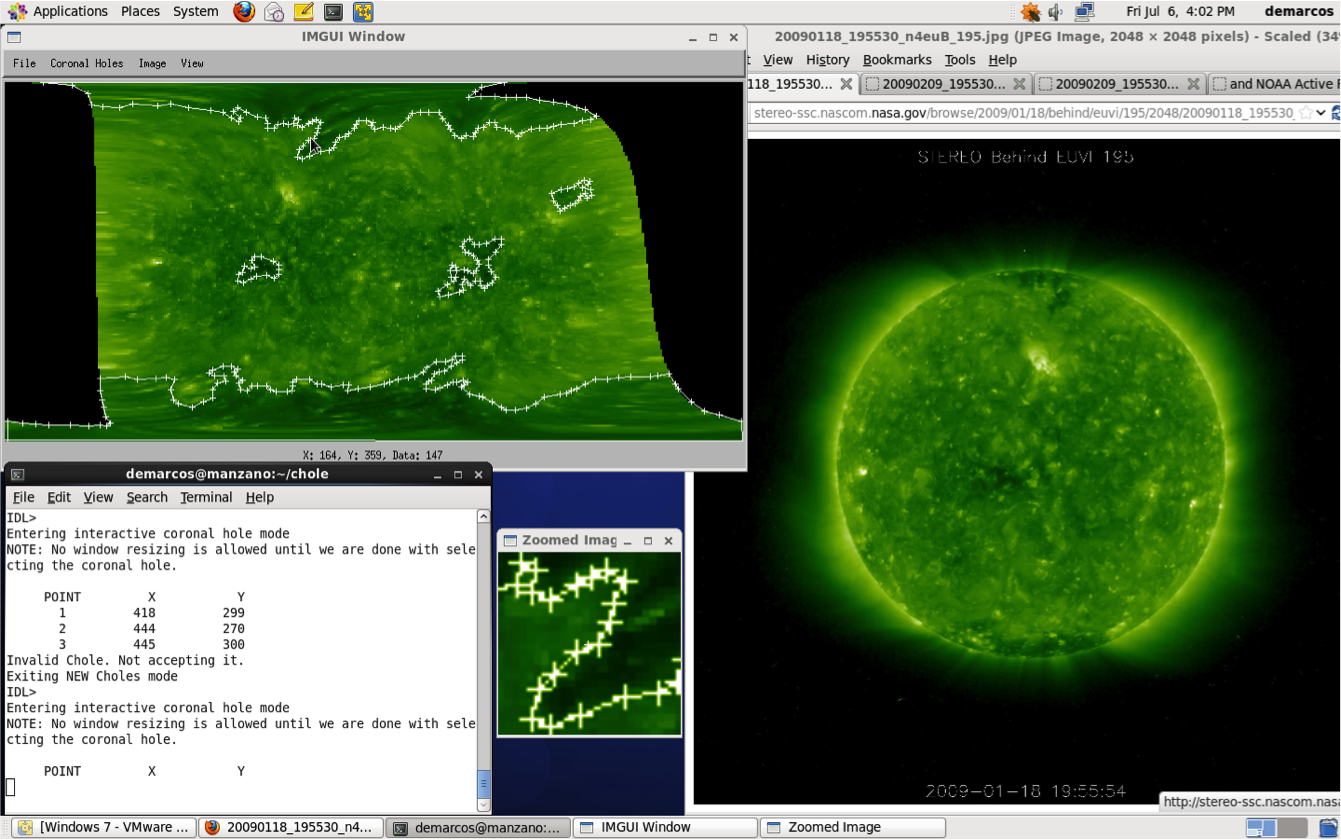 Applications Places System
Fri Jul 6, 4:02 PM demarcos
IMGUI Window
File Coronal Holes Image View
X: 164, Y: 359, Data: 147
20090118_195530_n4euB_195.jpg (JPEG Image, 2048 × 2048 pixels) - Scaled (34
View History Bookmarks Tools Help
118_195530... 20090209_195530... 20090209_195530... and NOAA Active
stereo-ssc.nascom.nasa.gov/browse/2009/01/18/behind/euvi/195/2048/20090118_195530_
STEREO Behind EUVI 195
2009-01-18 19:55:54
http://stereo-ssc.nascom.nas
demarcos@manzano:~/chole
File Edit View Search Terminal Help
IDL>
Entering interactive coronal hole mode
NOTE: No window resizing is allowed until we are done with sele
cting the coronal hole.
POINT X Y
1 418 299
2 444 270
3 445 300
Invalid Chole. Not accepting it.
Exiting NEW Choles mode
IDL>
Entering interactive coronal hole mode
NOTE: No window resizing is allowed until we are done with sele
cting the coronal hole.
POINT X Y
Zoomed Imag
[Windows 7 - VMware ... 20090118_195530_n4... demarcos@manzano:... IMGUI Window Zoomed Image